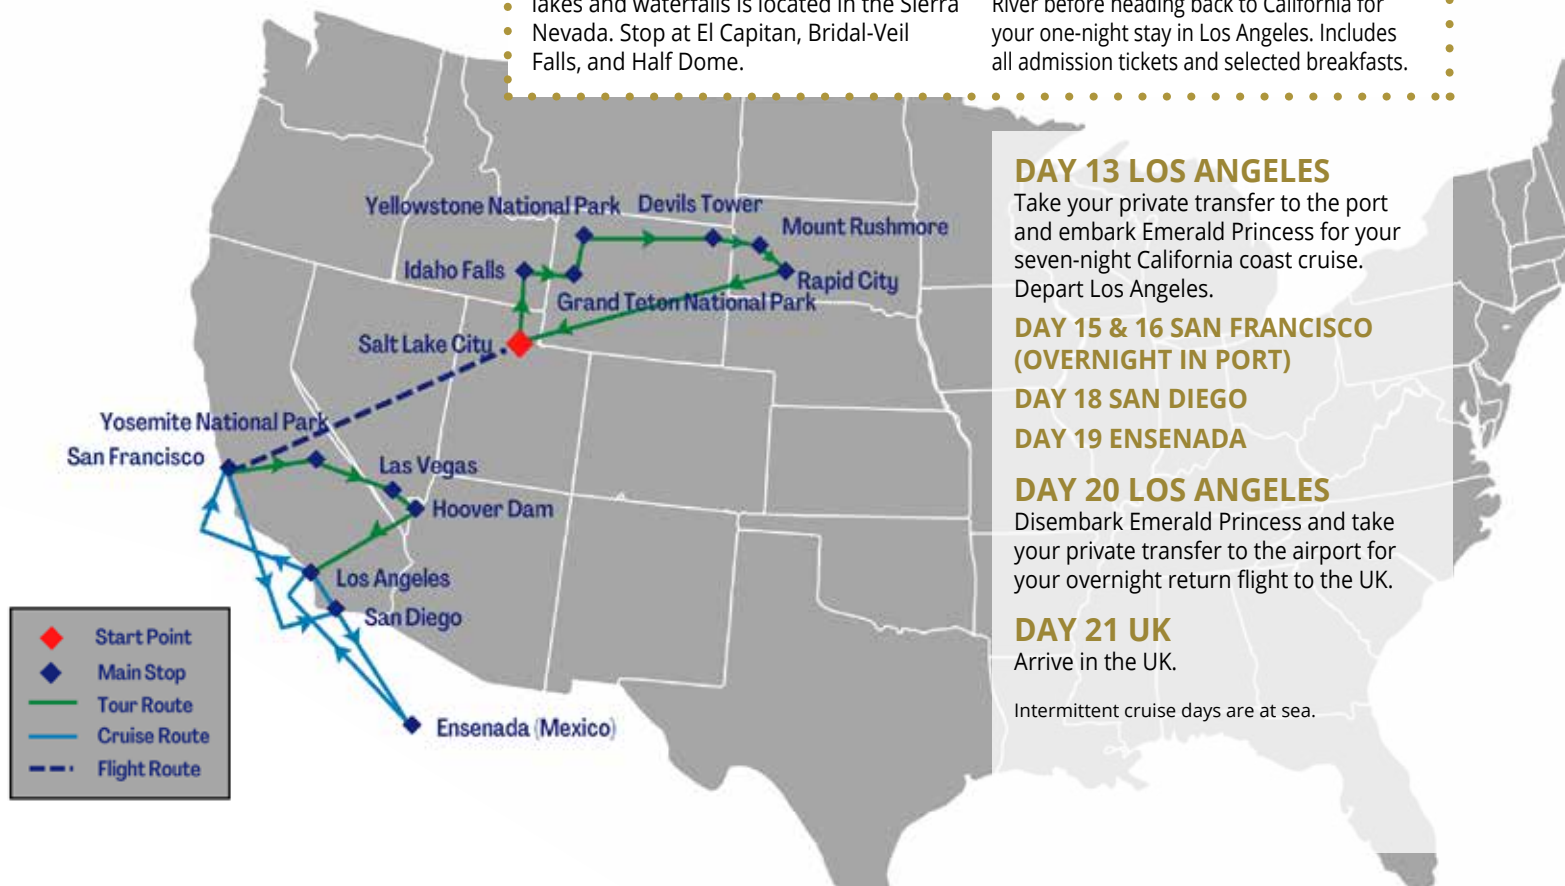 lakes and waterfalls is located in the Sierra
Nevada. Stop at El Capitan, Bridal-Veil
Falls, and Half Dome.
River before heading back to California for
your one-night stay in Los Angeles. Includes
all admission tickets and selected breakfasts.
Yellowstone National Park
Devils Tower
Mount Rushmore
Idaho Falls
Rapid City
Grand Teton National Park
Salt Lake City
Yosemite National Park
San Francisco
Las Vegas
Hoover Dam
Los Angeles
San Diego
Ensenada (Mexico)
Start Point
Main Stop
Tour Route
Cruise Route
Flight Route
DAY 13 LOS ANGELES
Take your private transfer to the port
and embark Emerald Princess for your
seven-night California coast cruise.
Depart Los Angeles.
DAY 15 & 16 SAN FRANCISCO
(OVERNIGHT IN PORT)
DAY 18 SAN DIEGO
DAY 19 ENSENADA
DAY 20 LOS ANGELES
Disembark Emerald Princess and take
your private transfer to the airport for
your overnight return flight to the UK.
DAY 21 UK
Arrive in the UK.
Intermittent cruise days are at sea.